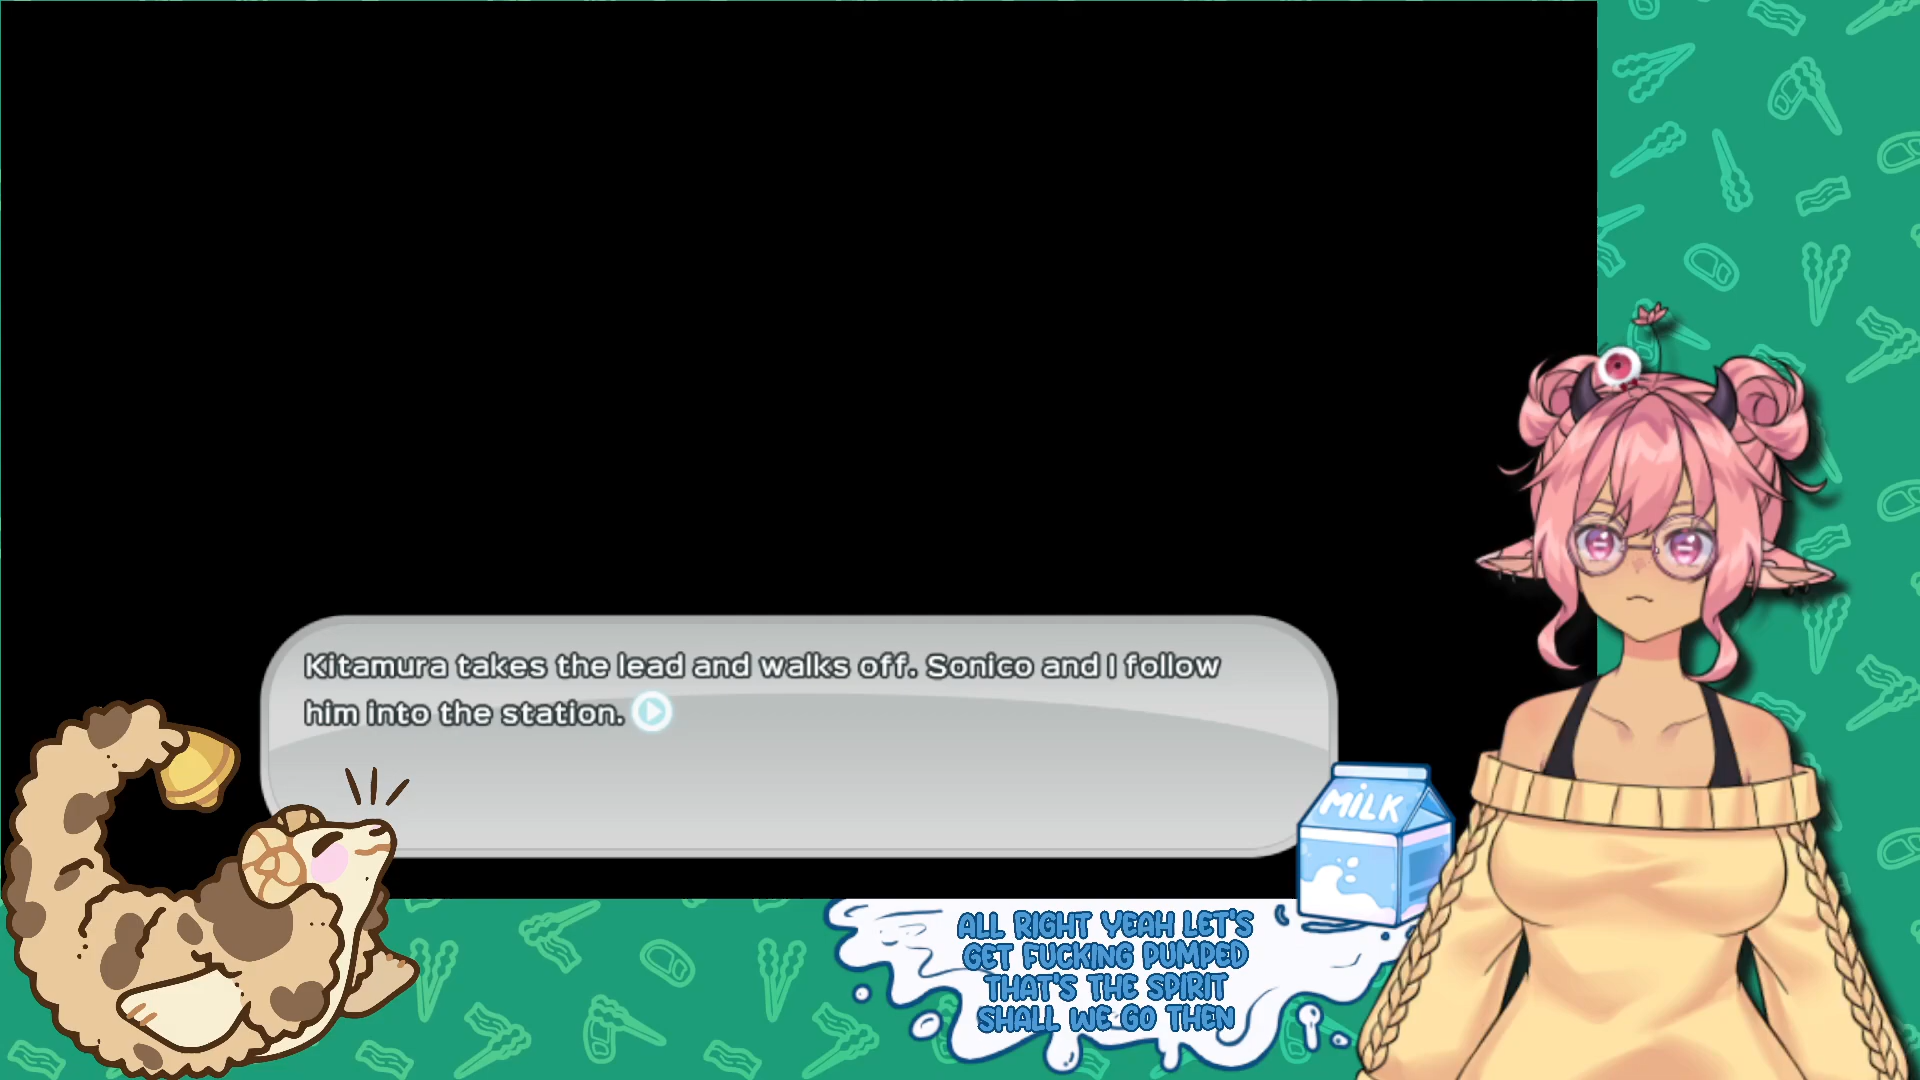 Kitamura takes the lead and walks off. Sonico and I follow
him into the station.
MILK
ALL RIGHT YEAH LET'S
GET FUCKING PUMPED
THAT'S THE SPIRIT
SHALL WE GO THEN